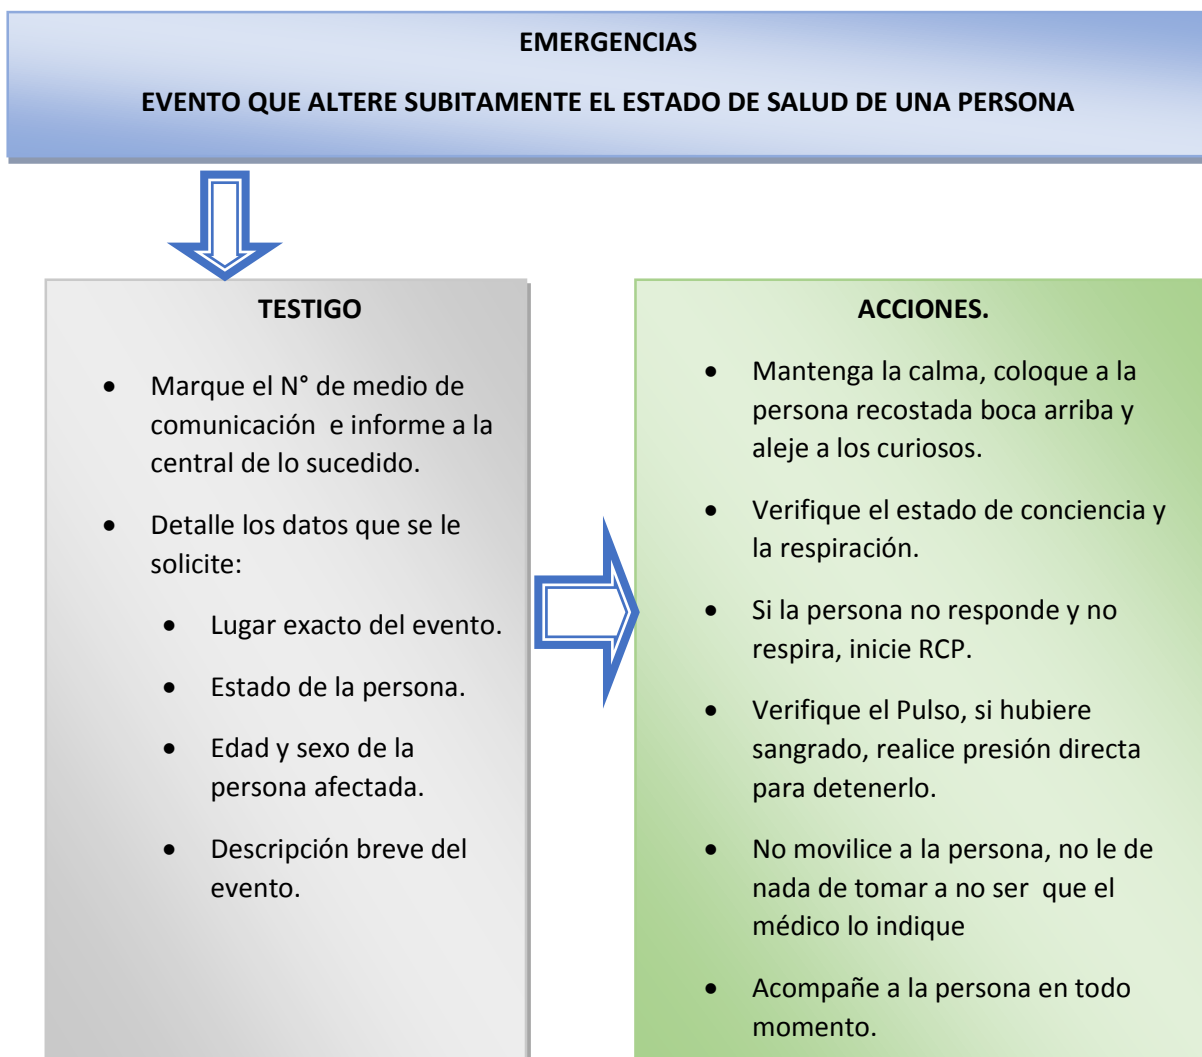 EMERGENCIAS
EVENTO QUE ALTERE SUBITAMENTE EL ESTADO DE SALUD DE UNA PERSONA
TESTIGO
• Marque el N° de medio de
comunicación e informe a la
central de lo sucedido.
• Detalle los datos que se le
solicite:
• Lugar exacto del evento.
• Estado de la persona.
• Edad y sexo de la
persona afectada.
• Descripción breve del
evento.
ACCIONES.
• Mantenga la calma, coloque a la
persona recostada boca arriba y
aleje a los curiosos.
• Verifique el estado de conciencia y
la respiración.
• Si la persona no responde y no
respira, inicie RCP.
• Verifique el Pulso, si hubiere
sangrado, realice presión directa
para detenerlo.
• No movilice a la persona, no le de
nada de tomar a no ser que el
médico lo indique
• Acompañe a la persona en todo
momento.